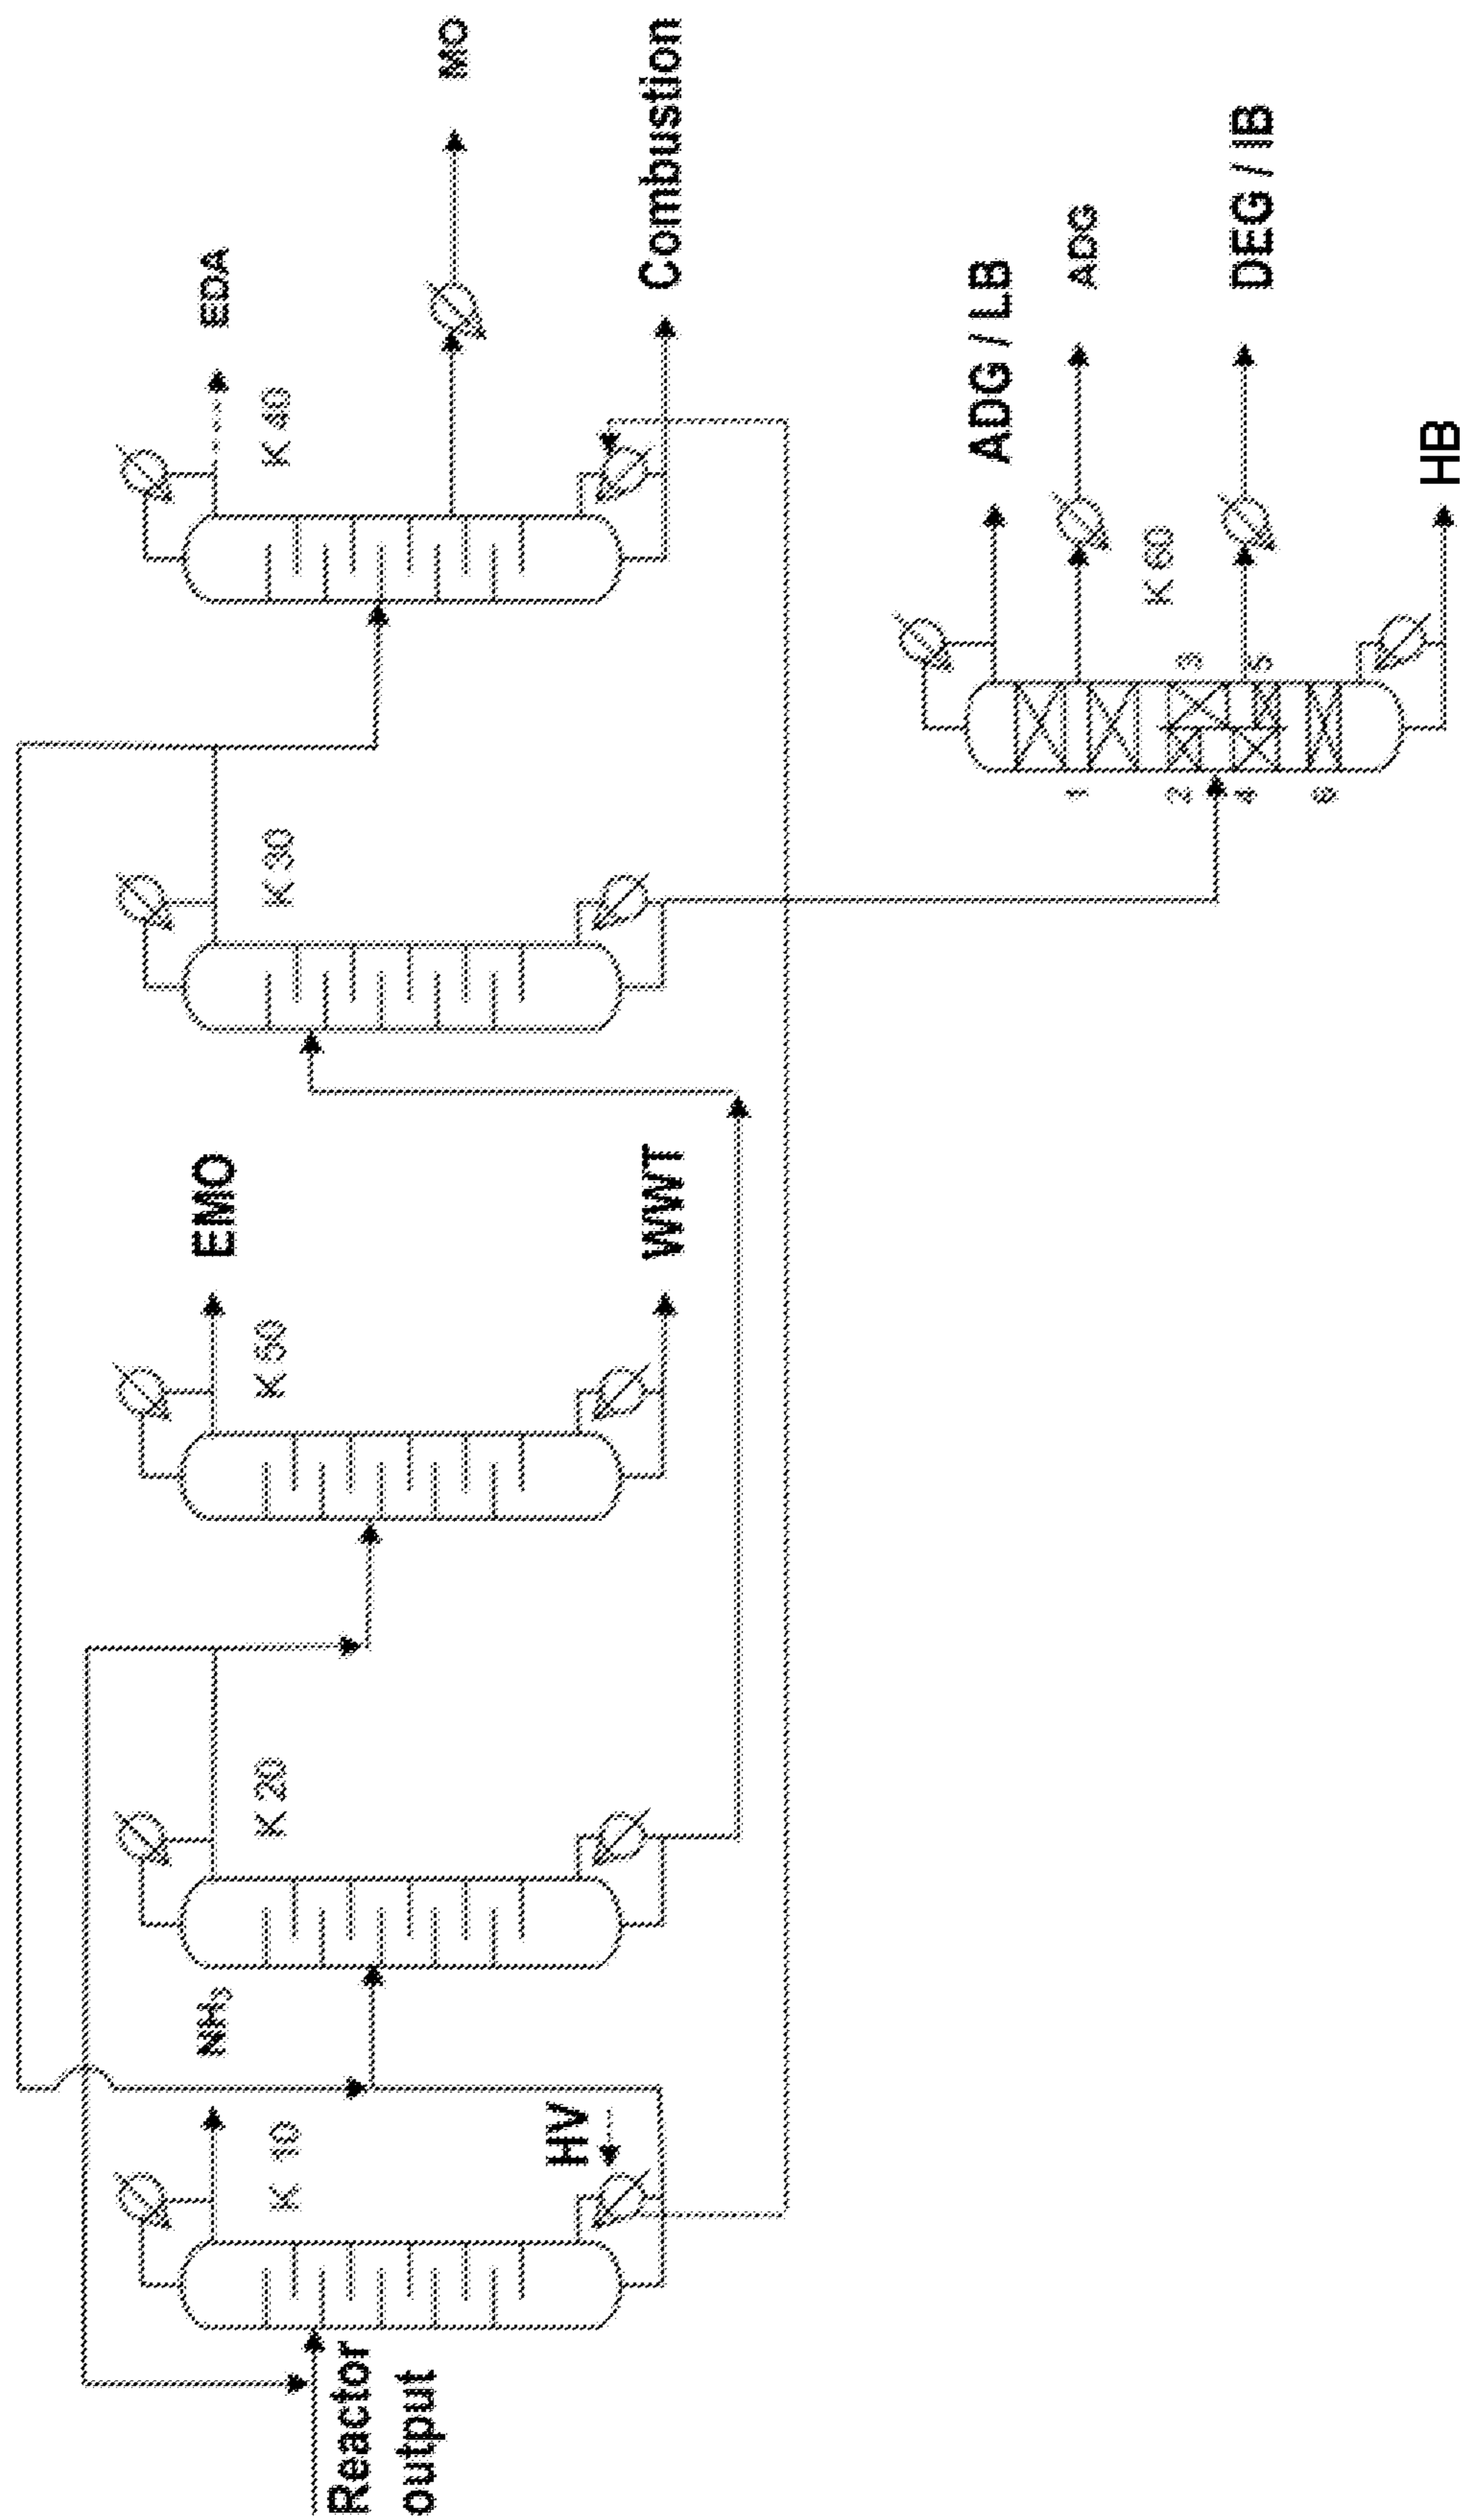 Reactor
output
K 10
NH₃
HV
K 20
K 50
EMO
WWT
K 30
K 40
EDA
MO
Combustion
1
2
3
4
5
6
ADG / LB
ADG
DEG / IB
HB